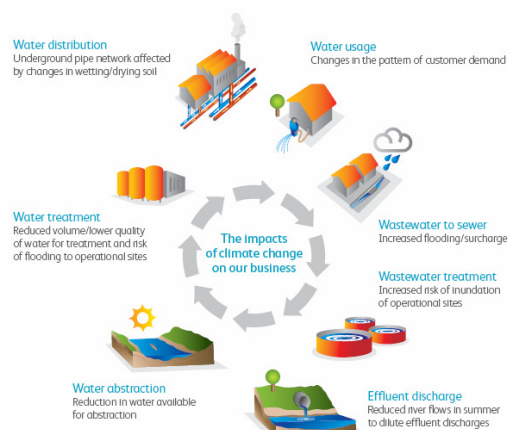 Water distribution
Underground pipe network affected
by changes in wetting/drying soil
Water usage
Changes in the pattern of customer demand
Wastewater to sewer
Increased flooding/surcharge
Wastewater treatment
Increased risk of inundation
of operational sites
Effluent discharge
Reduced river flows in summer
to dilute effluent discharges
Water abstraction
Reduction in water available
for abstraction
Water treatment
Reduced volume/lower quality
of water for treatment and risk
of flooding to operational sites
The impacts
of climate change
on our business